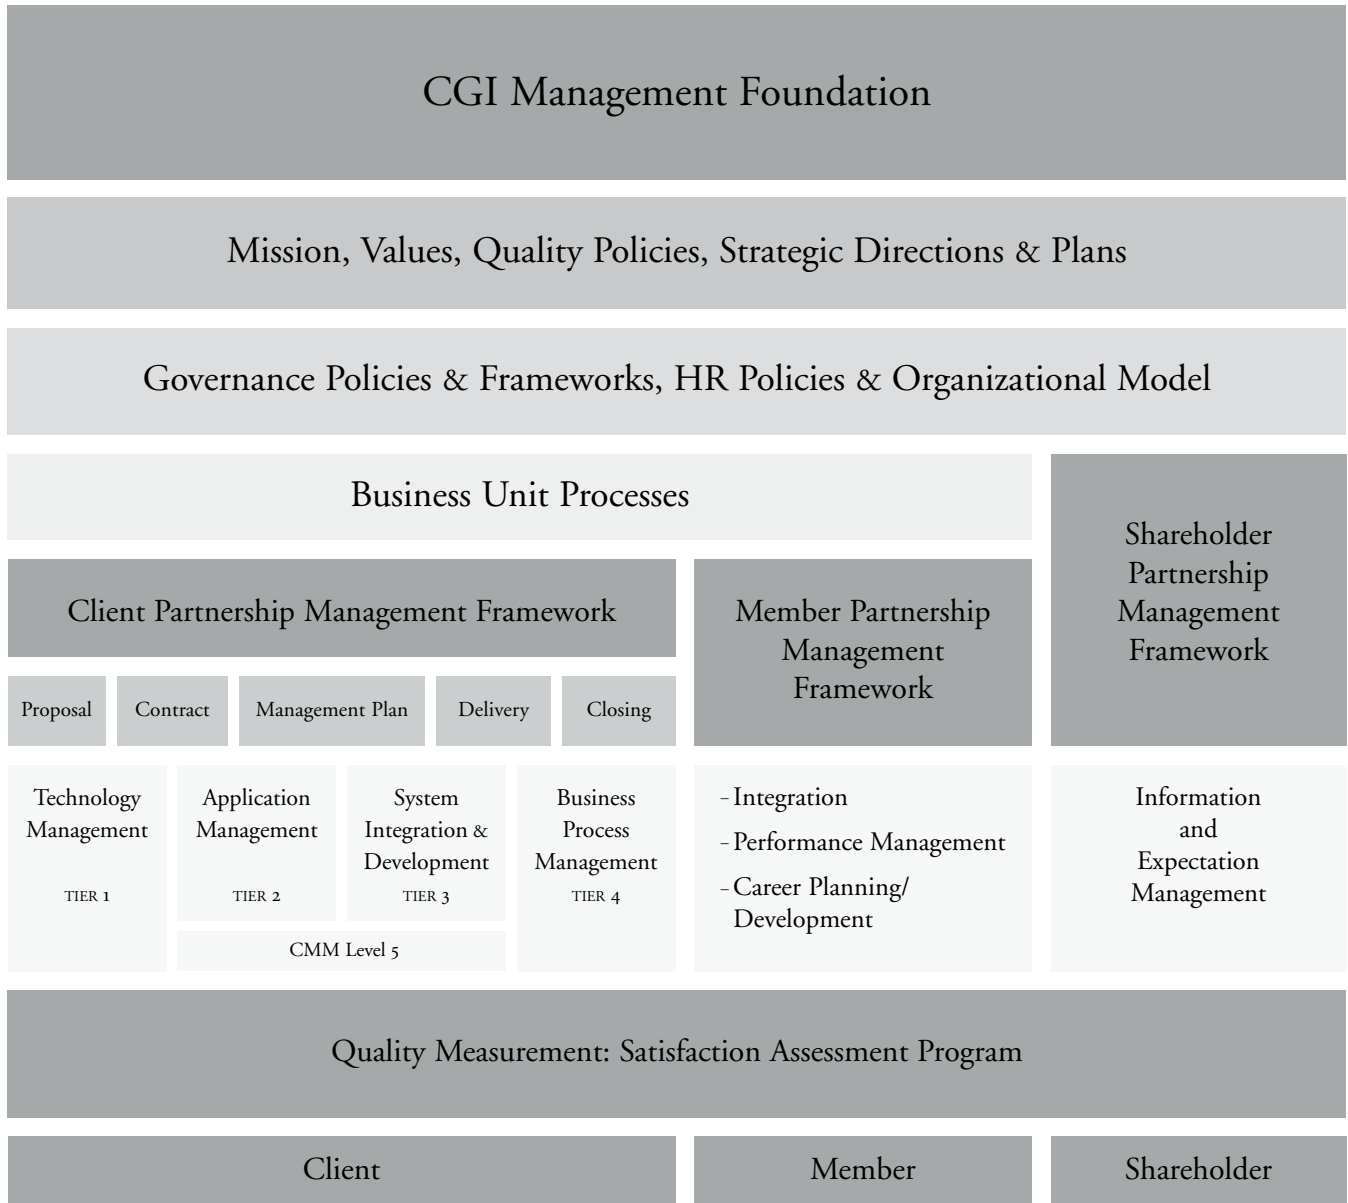 CGI Management Foundation
Mission, Values, Quality Policies, Strategic Directions & Plans
Governance Policies & Frameworks, HR Policies & Organizational Model
Business Unit Processes
Client Partnership Management Framework
Proposal
Contract
Management Plan
Delivery
Closing
Technology
Management
TIER 1
Application
Management
TIER 2
System
Integration &
Development
TIER 3
CMM Level 5
Business
Process
Management
TIER 4
Member Partnership
Management
Framework
– Integration
– Performance Management
– Career Planning/
Development
Shareholder
Partnership
Management
Framework
Information
and
Expectation
Management
Quality Measurement: Satisfaction Assessment Program
Client
Member
Shareholder